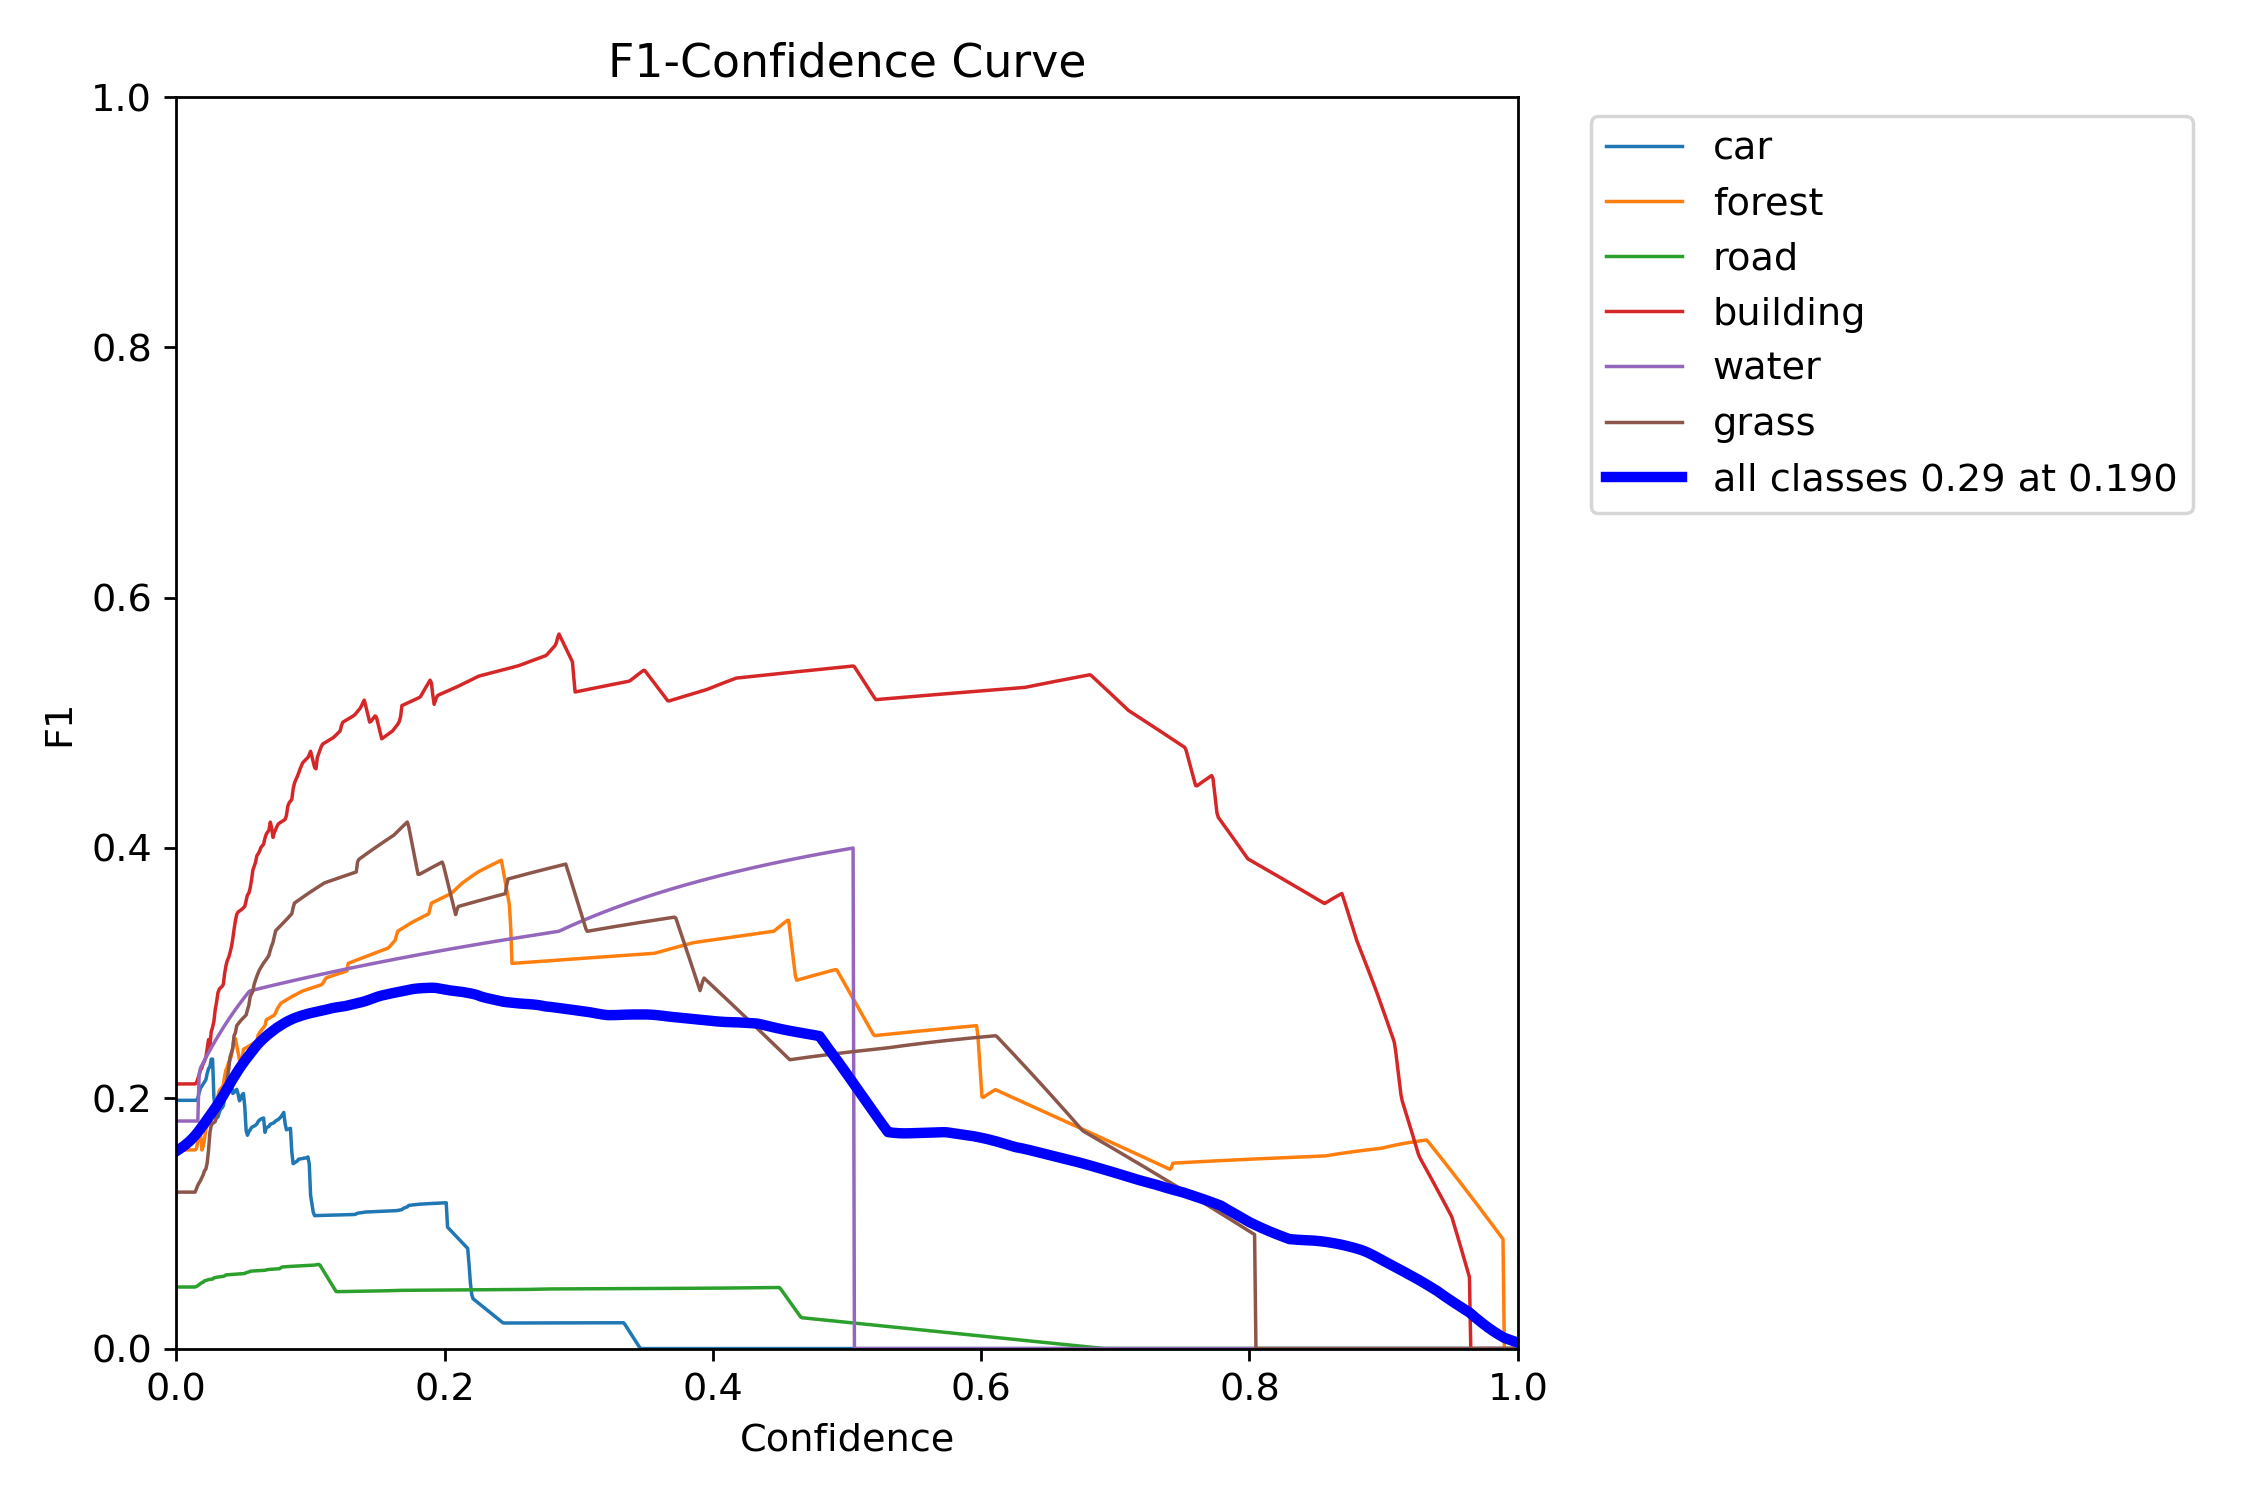 F1-Confidence Curve
1.0
0.8
0.6
0.4
0.2
0.0
F1
0.0 0.2 0.4 0.6 0.8 1.0
Confidence
car
forest
road
building
water
grass
all classes 0.29 at 0.190